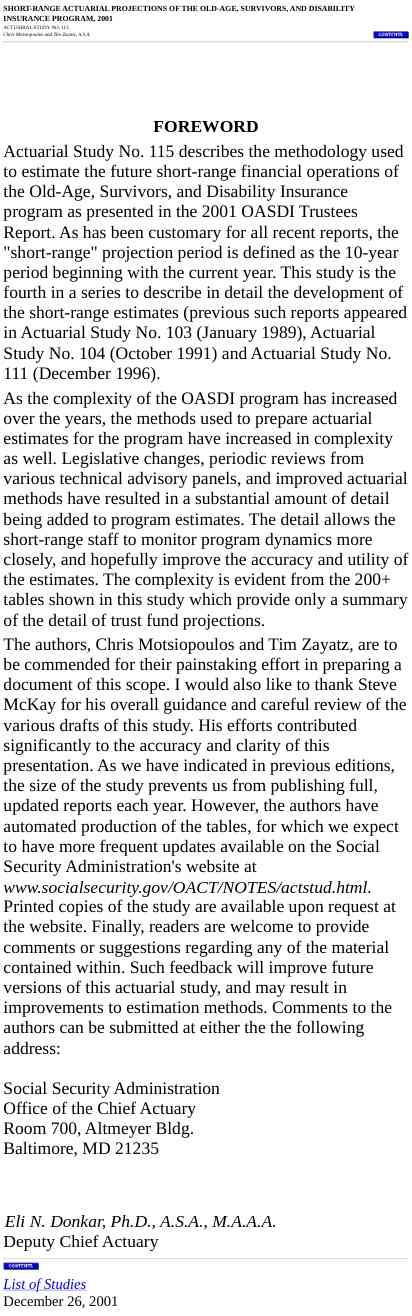 SHORT-RANGE ACTUARIAL PROJECTIONS OF THE OLD-AGE, SURVIVORS, AND DISABILITY
INSURANCE PROGRAM, 2001
ACTUARIAL STUDY NO. 115
Chris Motsiopoulos and Tim Zayatz, A.S.A.
CONTENTS
FOREWORD
Actuarial Study No. 115 describes the methodology used
to estimate the future short-range financial operations of
the Old-Age, Survivors, and Disability Insurance
program as presented in the 2001 OASDI Trustees
Report. As has been customary for all recent reports, the
"short-range" projection period is defined as the 10-year
period beginning with the current year. This study is the
fourth in a series to describe in detail the development of
the short-range estimates (previous such reports appeared
in Actuarial Study No. 103 (January 1989), Actuarial
Study No. 104 (October 1991) and Actuarial Study No.
111 (December 1996).
As the complexity of the OASDI program has increased
over the years, the methods used to prepare actuarial
estimates for the program have increased in complexity
as well. Legislative changes, periodic reviews from
various technical advisory panels, and improved actuarial
methods have resulted in a substantial amount of detail
being added to program estimates. The detail allows the
short-range staff to monitor program dynamics more
closely, and hopefully improve the accuracy and utility of
the estimates. The complexity is evident from the 200+
tables shown in this study which provide only a summary
of the detail of trust fund projections.
The authors, Chris Motsiopoulos and Tim Zayatz, are to
be commended for their painstaking effort in preparing a
document of this scope. I would also like to thank Steve
McKay for his overall guidance and careful review of the
various drafts of this study. His efforts contributed
significantly to the accuracy and clarity of this
presentation. As we have indicated in previous editions,
the size of the study prevents us from publishing full,
updated reports each year. However, the authors have
automated production of the tables, for which we expect
to have more frequent updates available on the Social
Security Administration's website at
www.socialsecurity.gov/OACT/NOTES/actstud.html.
Printed copies of the study are available upon request at
the website. Finally, readers are welcome to provide
comments or suggestions regarding any of the material
contained within. Such feedback will improve future
versions of this actuarial study, and may result in
improvements to estimation methods. Comments to the
authors can be submitted at either the the following
address:
Social Security Administration
Office of the Chief Actuary
Room 700, Altmeyer Bldg.
Baltimore, MD 21235
Eli N. Donkar, Ph.D., A.S.A., M.A.A.A.
Deputy Chief Actuary
CONTENTS
List of Studies
December 26, 2001